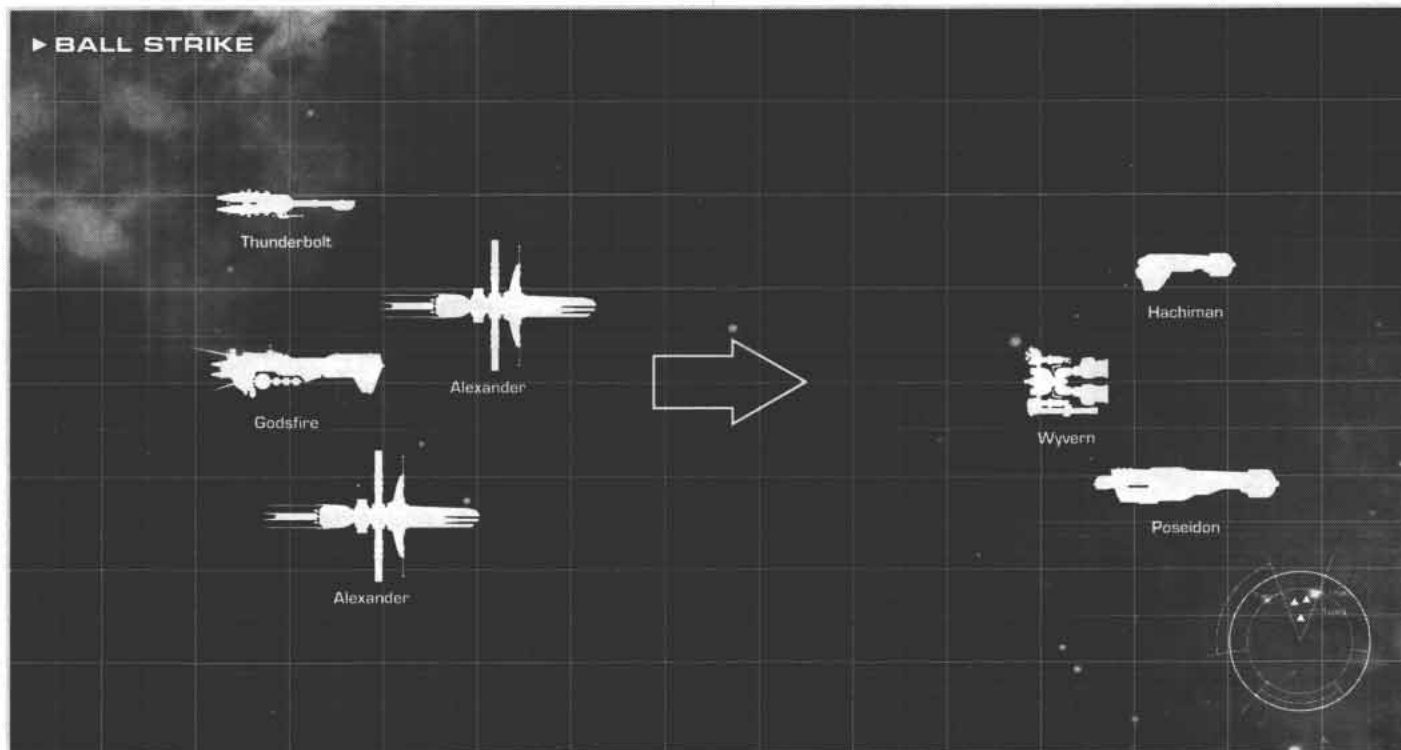 ► BALL STRIKE
Thunderbolt
Alexander
Godsfire
Alexander
Hachiman
Wyvern
Poseidon